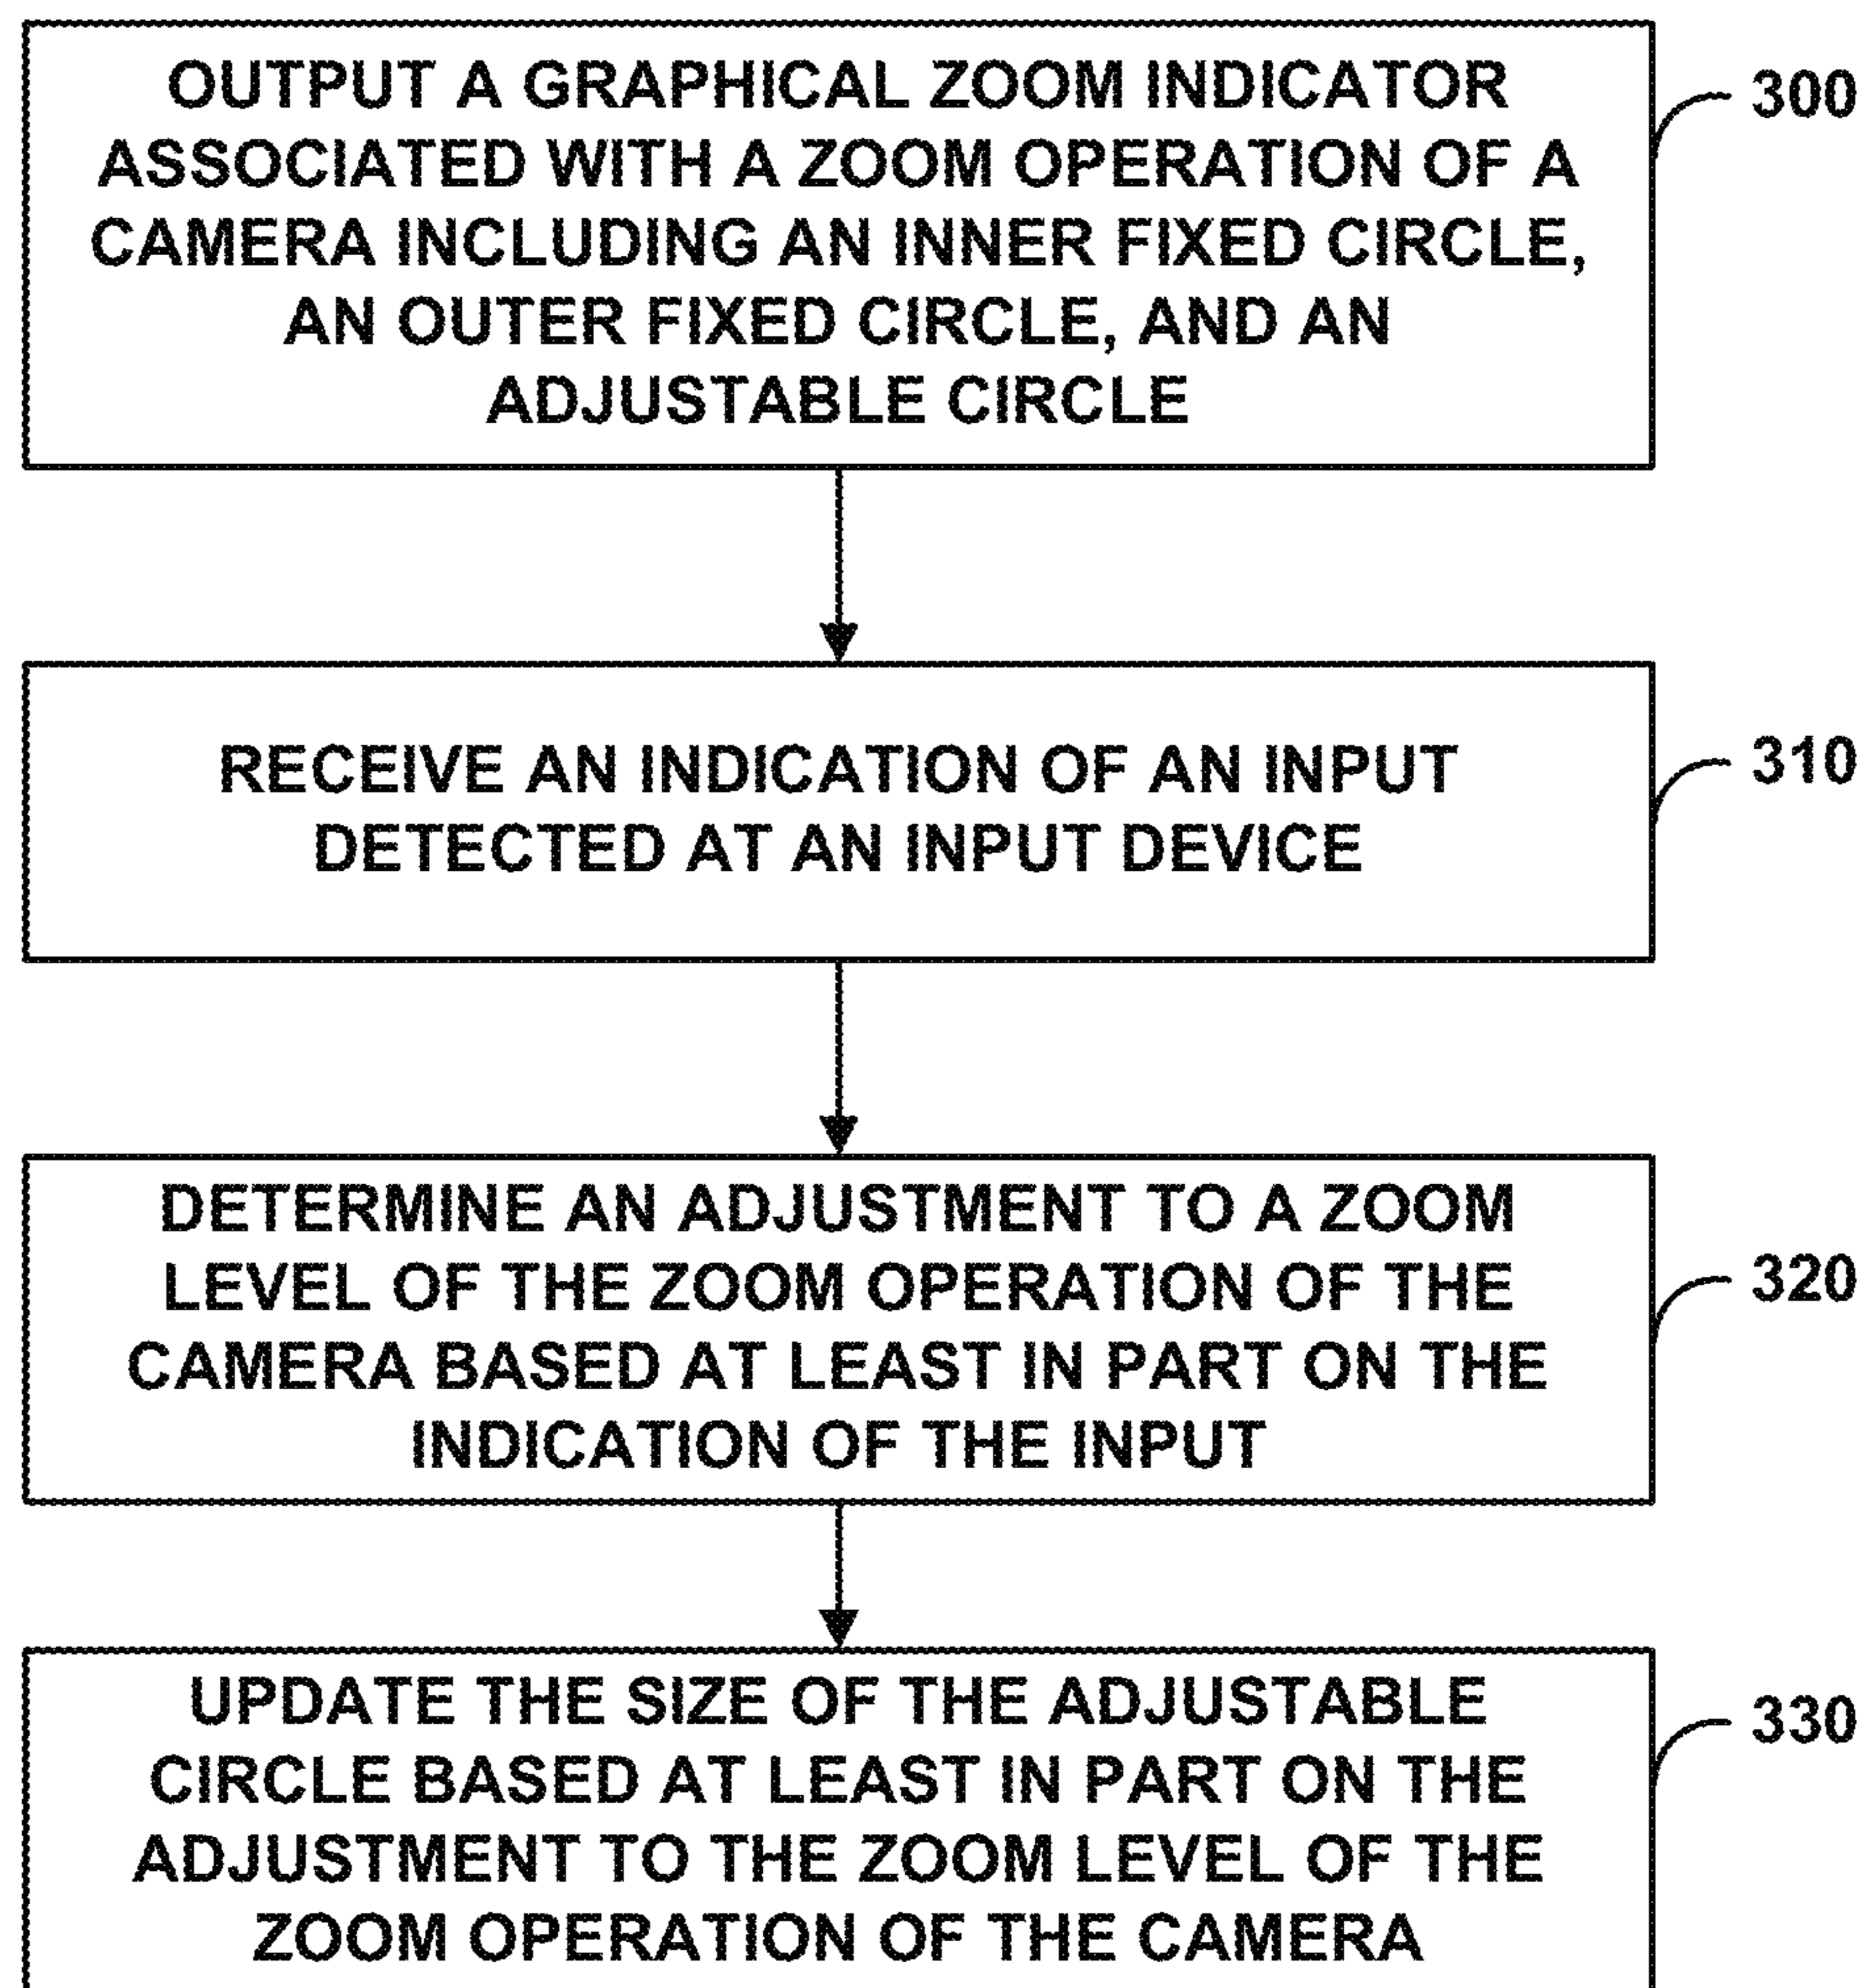 OUTPUT A GRAPHICAL ZOOM INDICATOR
ASSOCIATED WITH A ZOOM OPERATION OF A
CAMERA INCLUDING AN INNER FIXED CIRCLE,
AN OUTER FIXED CIRCLE, AND AN
ADJUSTABLE CIRCLE
300
RECEIVE AN INDICATION OF AN INPUT
DETECTED AT AN INPUT DEVICE
310
DETERMINE AN ADJUSTMENT TO A ZOOM
LEVEL OF THE ZOOM OPERATION OF THE
CAMERA BASED AT LEAST IN PART ON THE
INDICATION OF THE INPUT
320
UPDATE THE SIZE OF THE ADJUSTABLE
CIRCLE BASED AT LEAST IN PART ON THE
ADJUSTMENT TO THE ZOOM LEVEL OF THE
ZOOM OPERATION OF THE CAMERA
330